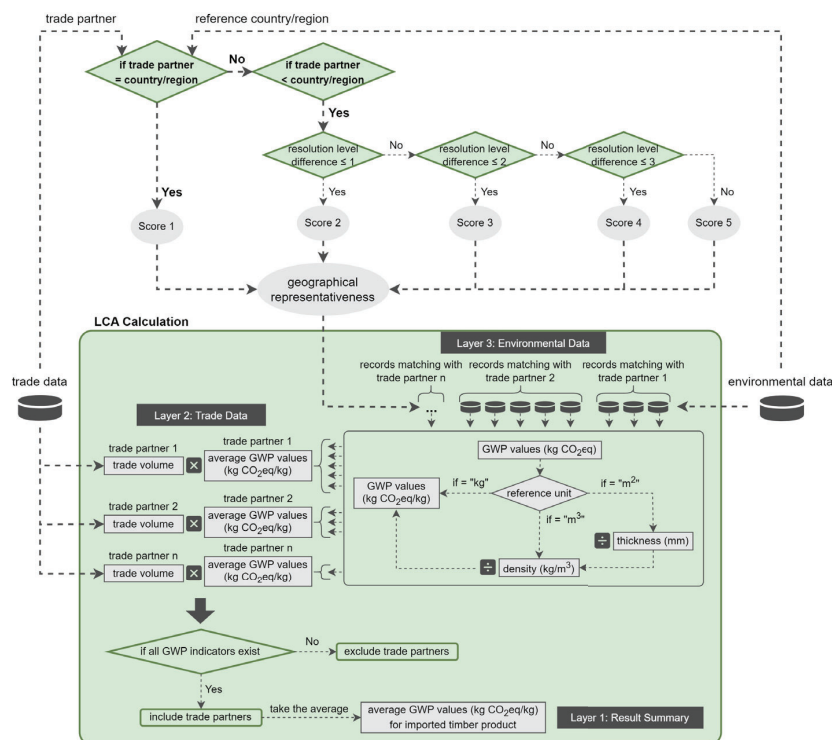 trade partner
reference country/region
if trade partner
= country/region
No
if trade partner
< country/region
Yes
resolution level
difference ≤ 1
No
resolution level
difference ≤ 2
No
resolution level
difference ≤ 3
Yes
Yes
Yes
Yes
No
Score 1
Score 2
Score 3
Score 4
Score 5
geographical
representativeness
LCA Calculation
Layer 3: Environmental Data
records matching with
trade partner n
records matching with
trade partner 2
records matching with
trade partner 1
trade data
environmental data
...
Layer 2: Trade Data
trade partner 1
trade volume
×
trade partner 1
average GWP values
(kg CO₂eq/kg)
GWP values (kg CO₂eq)
GWP values
(kg CO₂eq/kg)
if = "kg"
reference unit
if = "m²"
if = "m³"
÷
thickness (mm)
÷
density (kg/m³)
trade partner 2
trade volume
×
trade partner 2
average GWP values
(kg CO₂eq/kg)
trade partner n
trade volume
×
trade partner n
average GWP values
(kg CO₂eq/kg)
if all GWP indicators exist
No
exclude trade partners
Yes
include trade partners
take the average
average GWP values (kg CO₂eq/kg)
for imported timber product
Layer 1: Result Summary